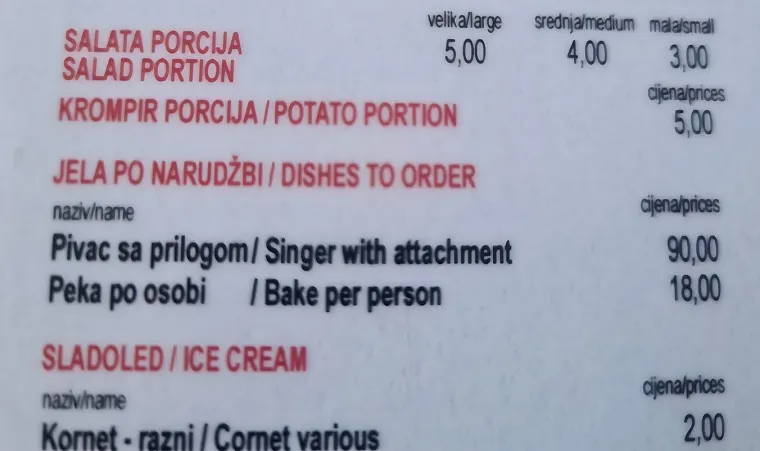 velika/large srednja/medium mala/small
SALATA PORCIJA 5,00 4,00 3,00
SALAD PORTION
cijena/prices
KROMPIR PORCIJA / POTATO PORTION 5,00
JELA PO NARUDŽBI / DISHES TO ORDER
naziv/name cijena/prices
Pivac sa prilogom / Singer with attachment 90,00
Peka po osobi / Bake per person 18,00
SLADOLED / ICE CREAM
naziv/name cijena/prices
Kornet - razni / Cornet various 2,00